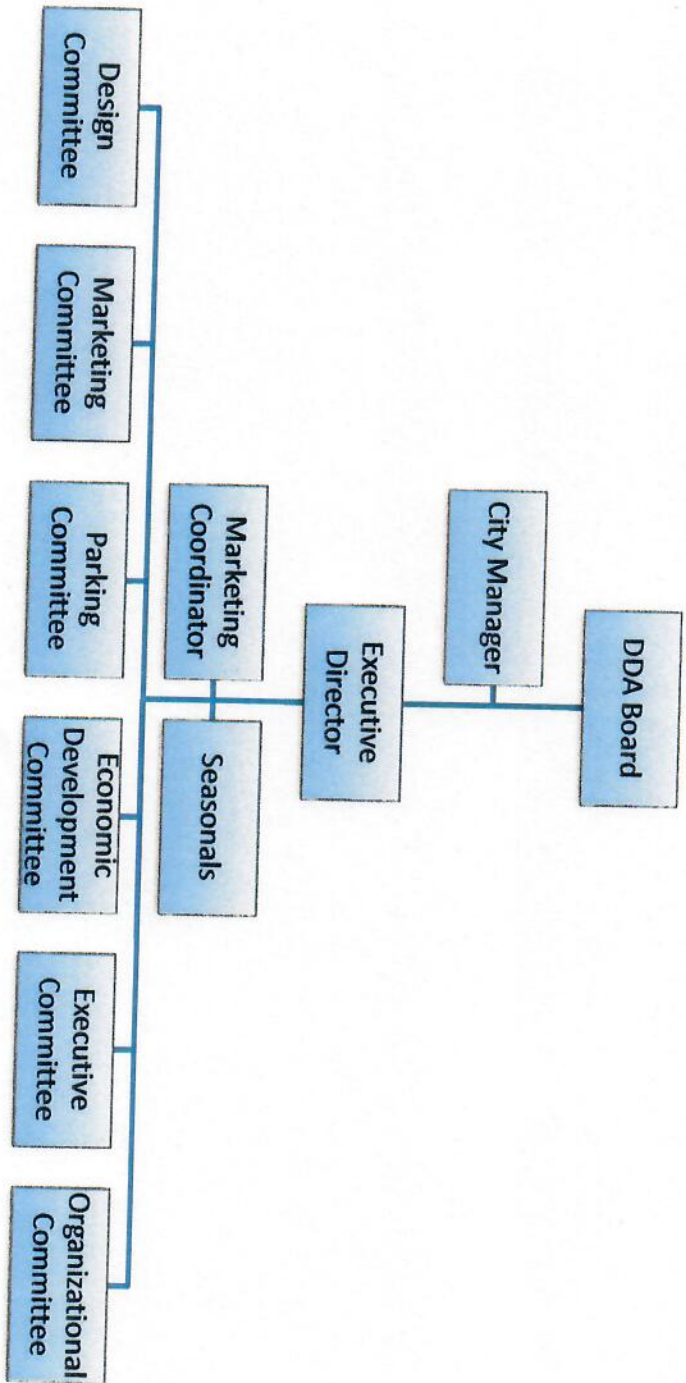 DDA Board
City Manager
Executive
Director
Marketing
Coordinator
Seasonals
Design
Committee
Marketing
Committee
Parking
Committee
Economic
Development
Committee
Executive
Committee
Organizational
Committee